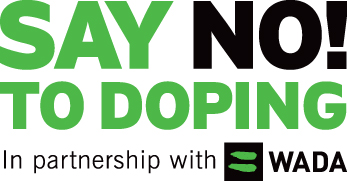 SAY NO!
TO DOPING
In partnership with WADA